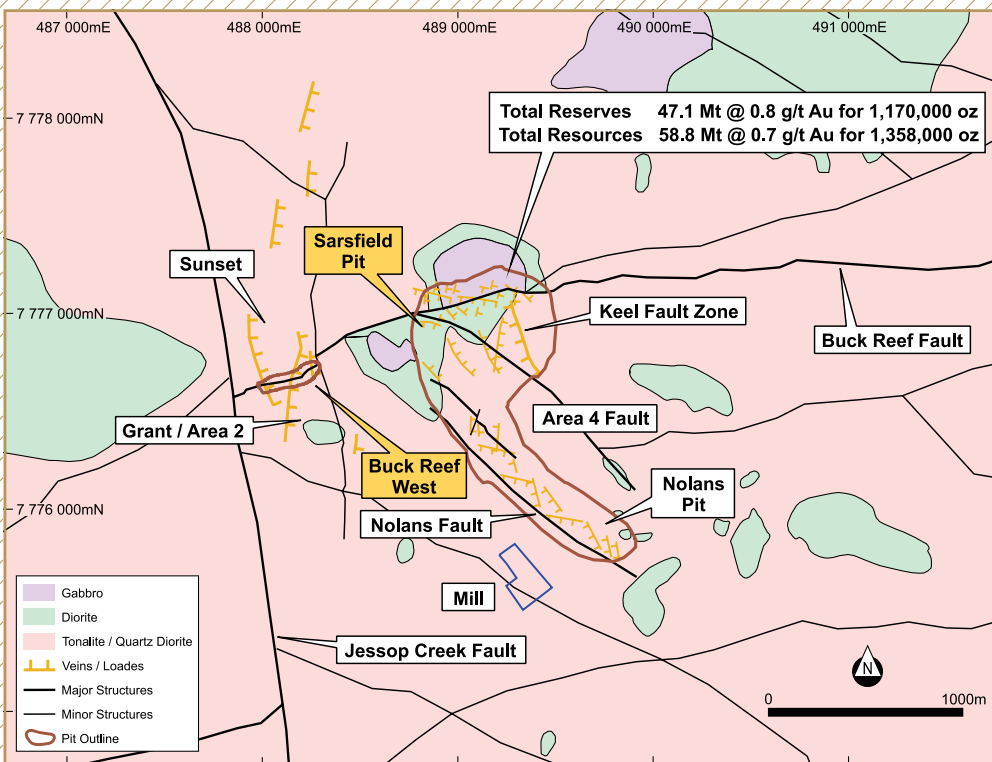 487 000mE
488 000mE
489 000mE
490 000mE
491 000mE
7 778 000mN
Total Reserves 47.1 Mt @ 0.8 g/t Au for 1,170,000 oz
Total Resources 58.8 Mt @ 0.7 g/t Au for 1,358,000 oz
Sarsfield
Pit
Sunset
7 777 000mN
Keel Fault Zone
Buck Reef Fault
Grant / Area 2
Area 4 Fault
Buck Reef
West
Nolans
Pit
7 776 000mN
Nolans Fault
Mill
Jessop Creek Fault
Gabbro
Diorite
Tonalite / Quartz Diorite
Veins / Loades
Major Structures
Minor Structures
Pit Outline
N
0
1000m